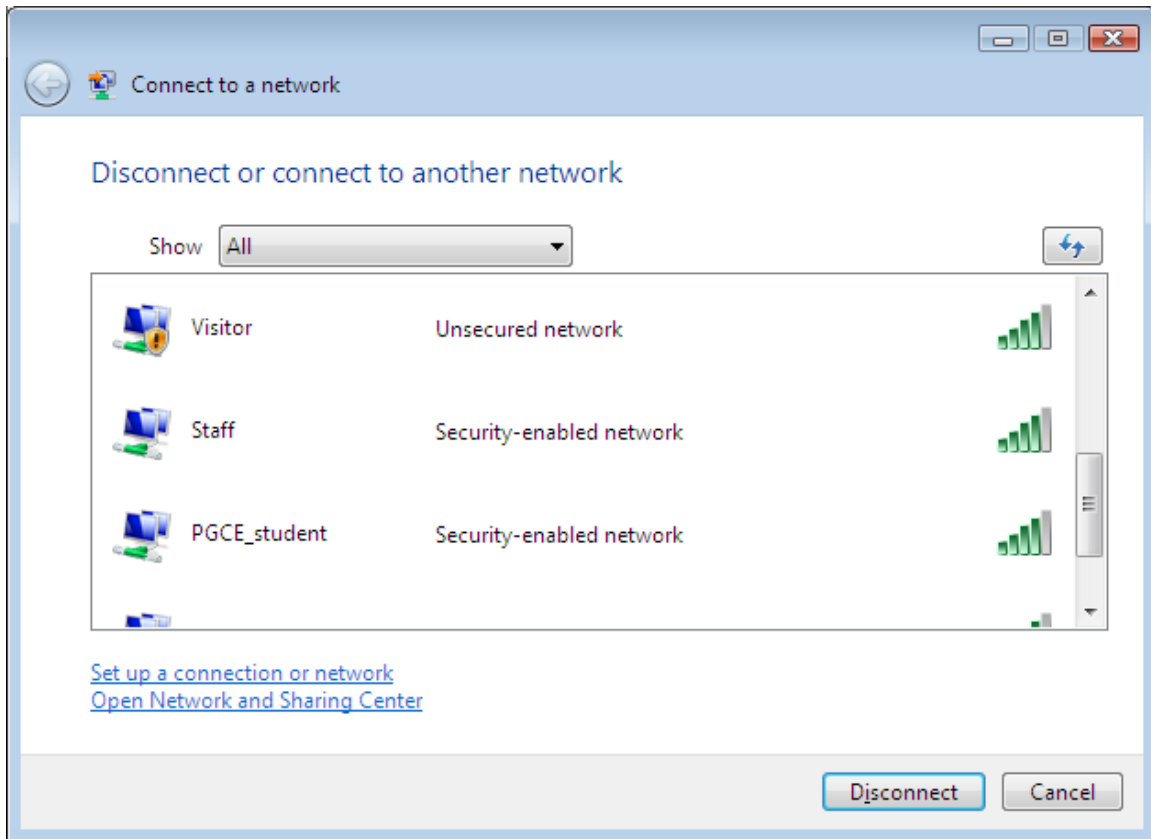 Connect to a network
Disconnect or connect to another network
Show All
Visitor Unsecured network
Staff Security-enabled network
PGCE_student Security-enabled network
Set up a connection or network
Open Network and Sharing Center
Disconnect Cancel